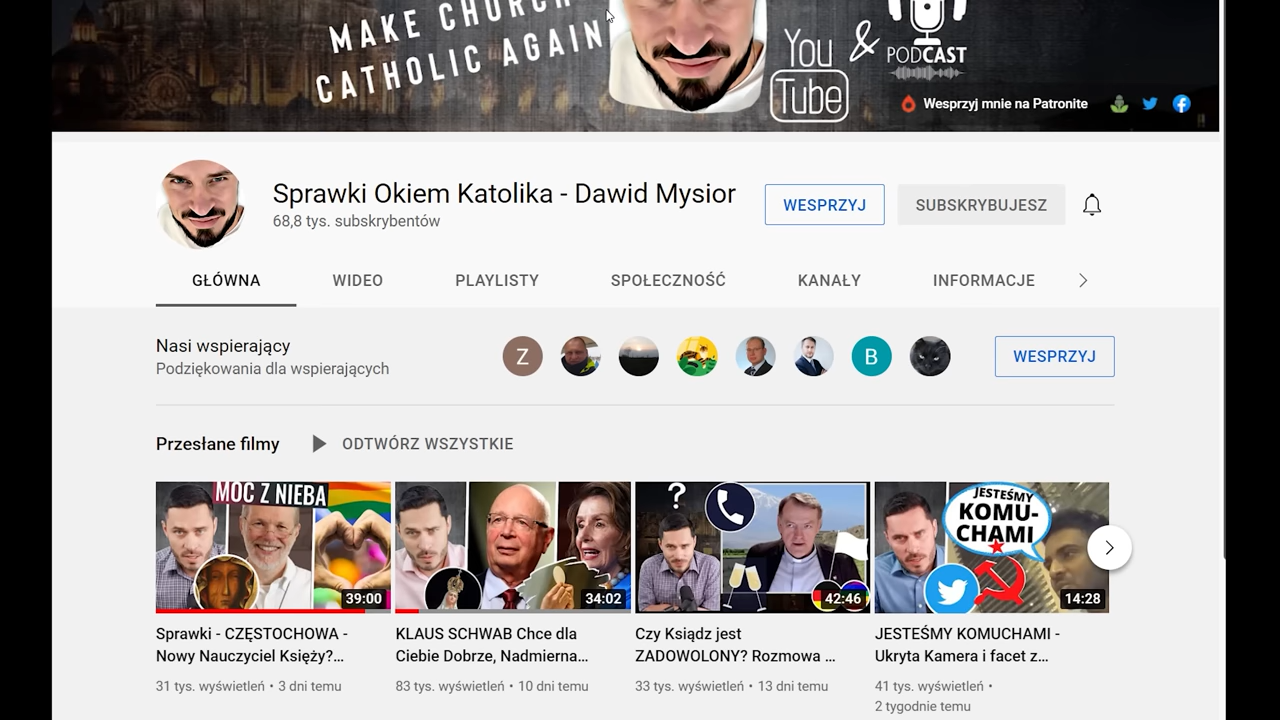 MAKE CHURCH
CATHOLIC AGAIN
You
Tube
&
PODCAST
Wesprzyj mnie na Patronite
Sprawki Okiem Katolika - Dawid Mysior
68,8 tys. subskrybentów
WESPRZYJ
SUBSKRYBUJESZ
GŁÓWNA
WIDEO
PLAYLISTY
SPOŁECZNOŚĆ
KANAŁY
INFORMACJE
Nasi wspierający
Podziękowania dla wspierających
Z
B
WESPRZYJ
Przesłane filmy
ODTWÓRZ WSZYSTKIE
MOC Z NIEBA
39:00
34:02
?
42:46
JESTEŚMY
KOMU-
CHAMI
14:28
Sprawki - CZĘSTOCHOWA -
Nowy Nauczyciel Księży?...
31 tys. wyświetleń • 3 dni temu
KLAUS SCHWAB Chce dla
Ciebie Dobrze, Nadmierna...
83 tys. wyświetleń • 10 dni temu
Czy Ksiądz jest
ZADOWOLONY? Rozmowa ...
33 tys. wyświetleń • 13 dni temu
JESTEŚMY KOMUCHAMI -
Ukryta Kamera i facet z...
41 tys. wyświetleń •
2 tygodnie temu